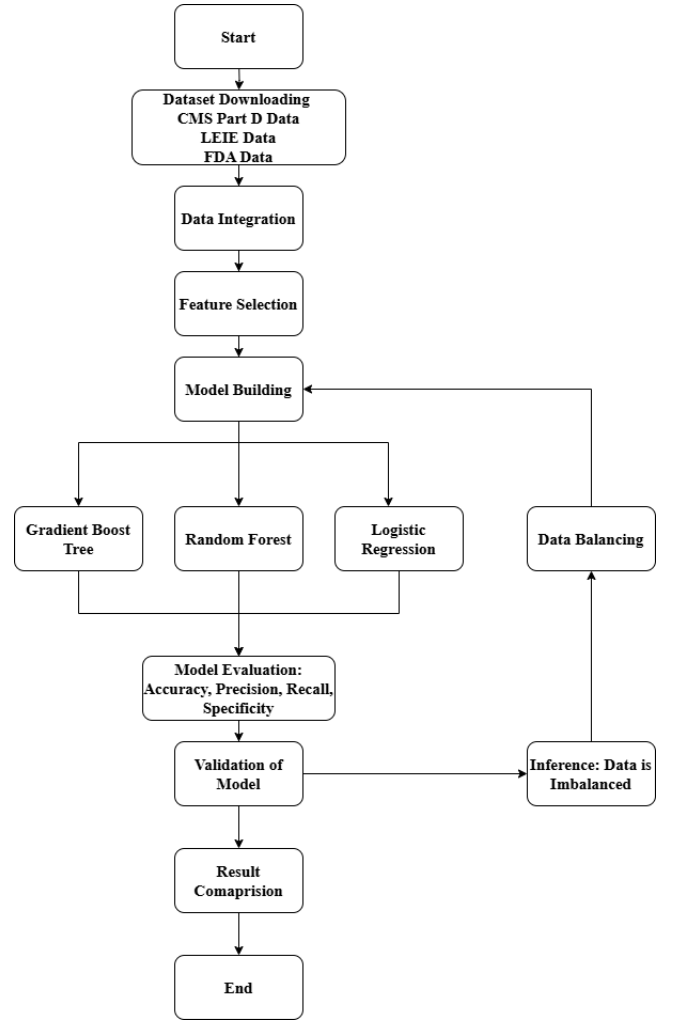 Start
Dataset Downloading
CMS Part D Data
LEIE Data
FDA Data
Data Integration
Feature Selection
Model Building
Gradient Boost
Tree
Random Forest
Logistic
Regression
Data Balancing
Model Evaluation:
Accuracy, Precision, Recall,
Specificity
Validation of
Model
Inference: Data is
Imbalanced
Result
Comaprision
End